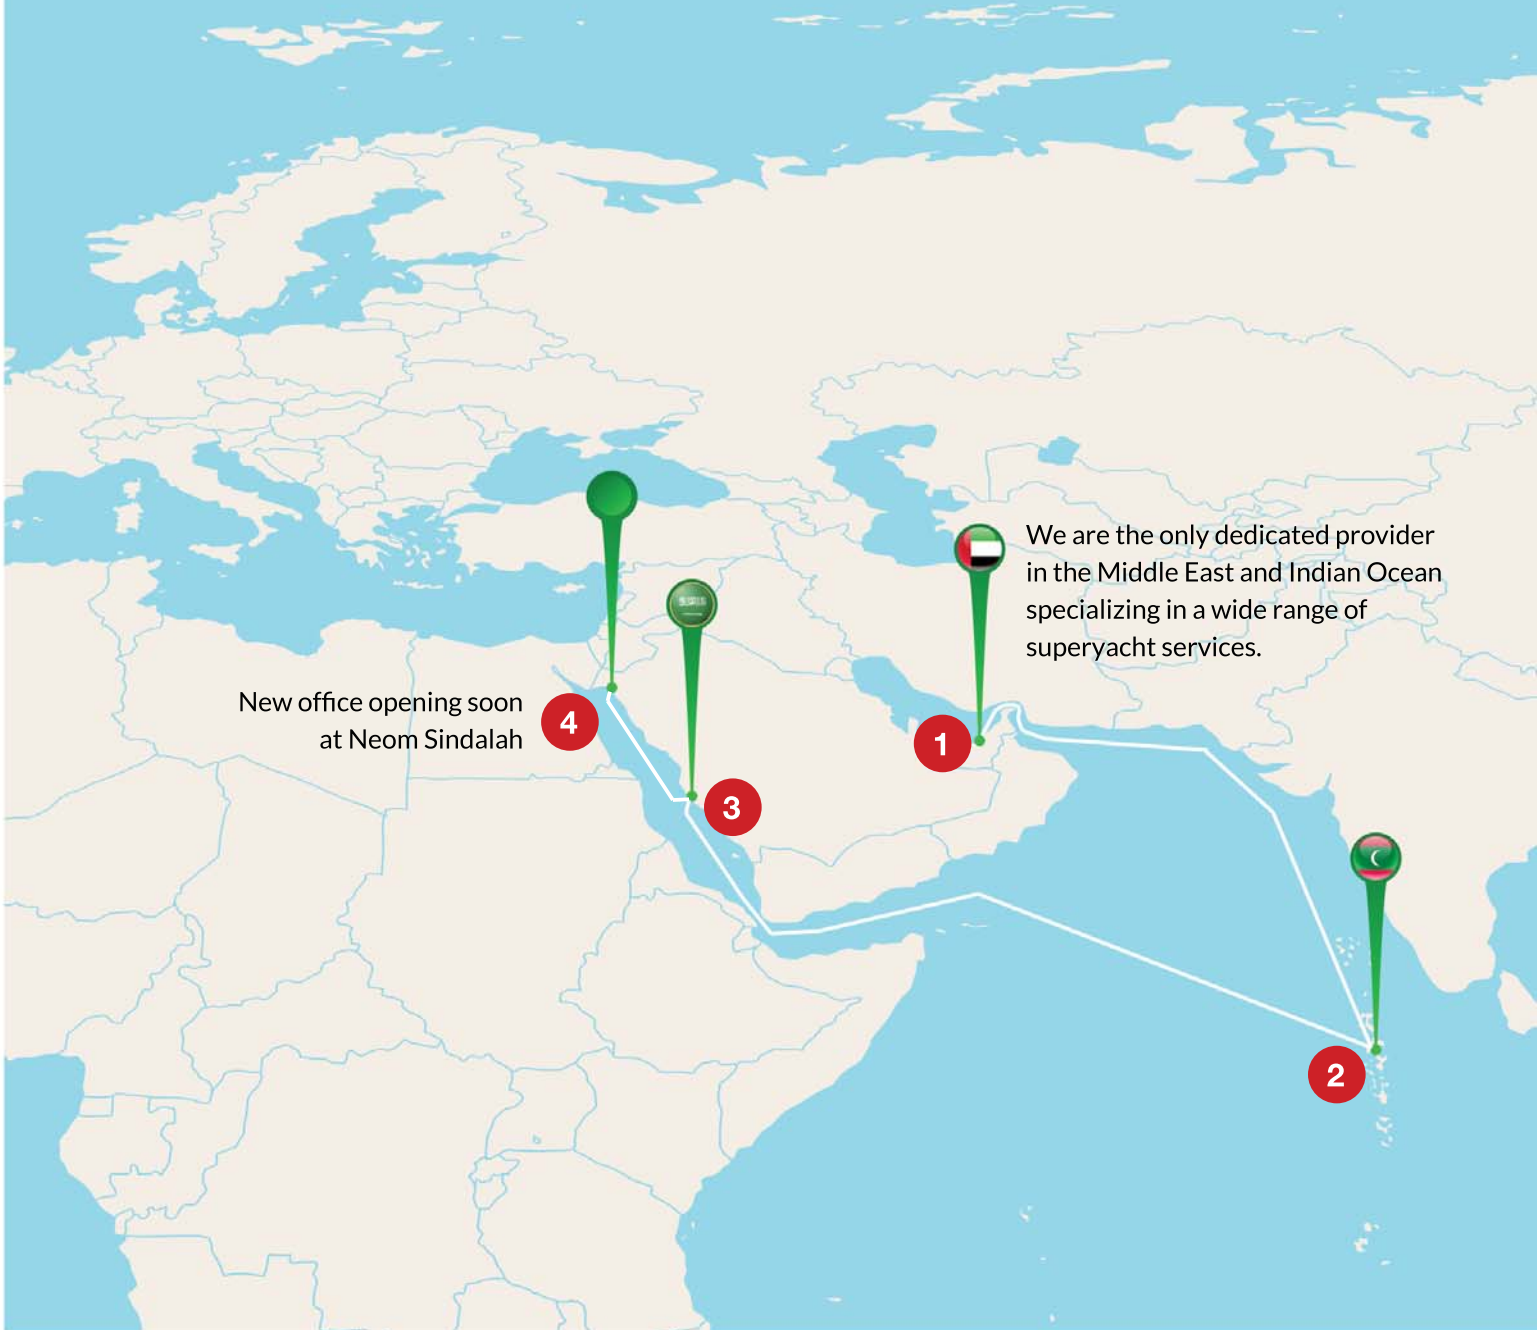 We are the only dedicated provider
in the Middle East and Indian Ocean
specializing in a wide range of
superyacht services.
New office opening soon
at Neom Sindalah
4
1
3
2